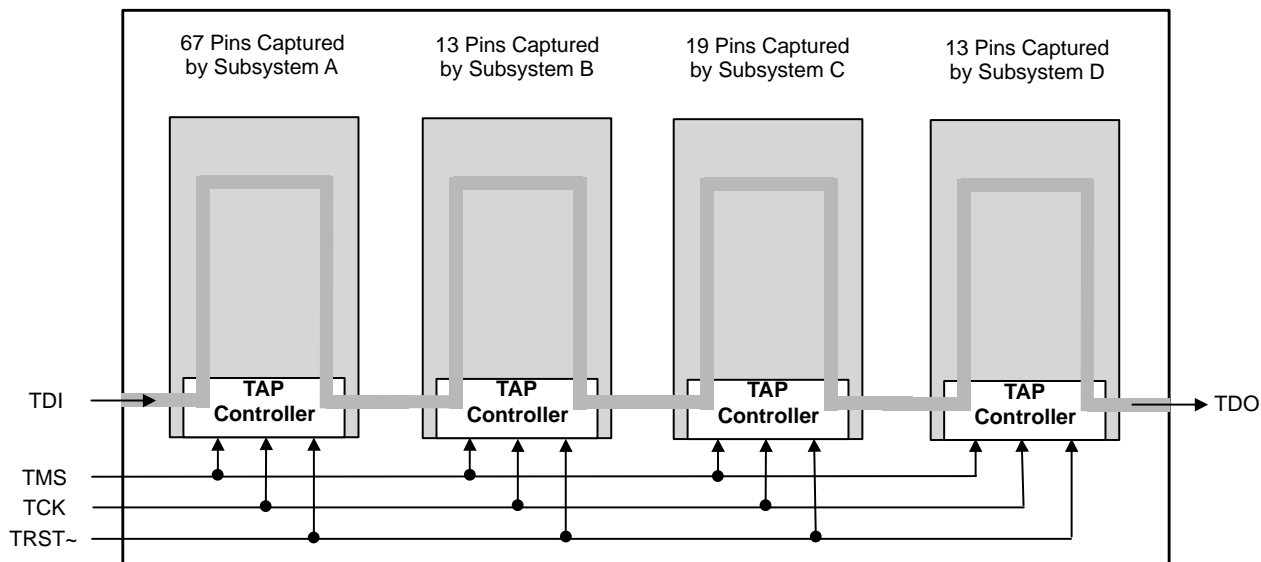 67 Pins Captured
by Subsystem A
13 Pins Captured
by Subsystem B
19 Pins Captured
by Subsystem C
13 Pins Captured
by Subsystem D
TAP
Controller
TAP
Controller
TAP
Controller
TAP
Controller
TDI
TDO
TMS
TCK
TRST~